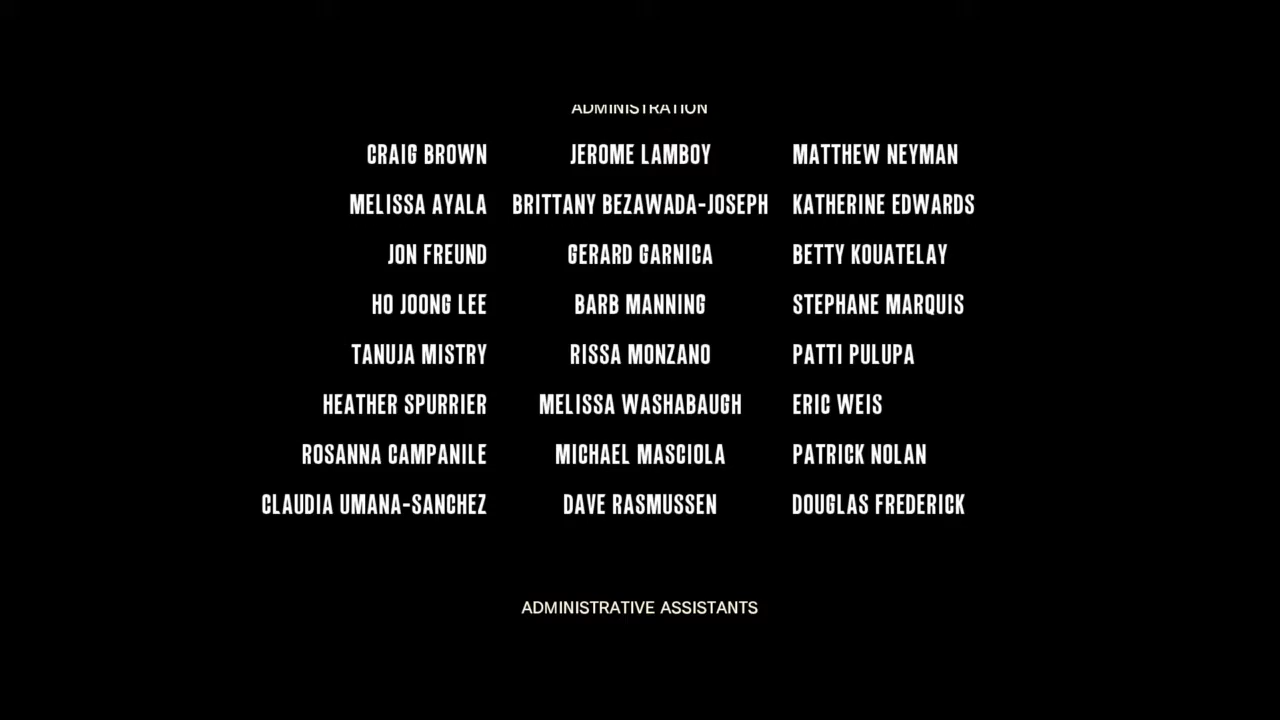 ADMINISTRATION
CRAIG BROWN JEROME LAMBOY MATTHEW NEYMAN
MELISSA AYALA BRITTANY BEZAWADA-JOSEPH KATHERINE EDWARDS
JON FREUND GERARD GARNICA BETTY KOUATELAY
HO JOONG LEE BARB MANNING STEPHANE MARQUIS
TANUJA MISTRY RISSA MONZANO PATTI PULUPA
HEATHER SPURRIER MELISSA WASHABAUGH ERIC WEIS
ROSANNA CAMPANILE MICHAEL MASCIOLA PATRICK NOLAN
CLAUDIA UMANA-SANCHEZ DAVE RASMUSSEN DOUGLAS FREDERICK
ADMINISTRATIVE ASSISTANTS